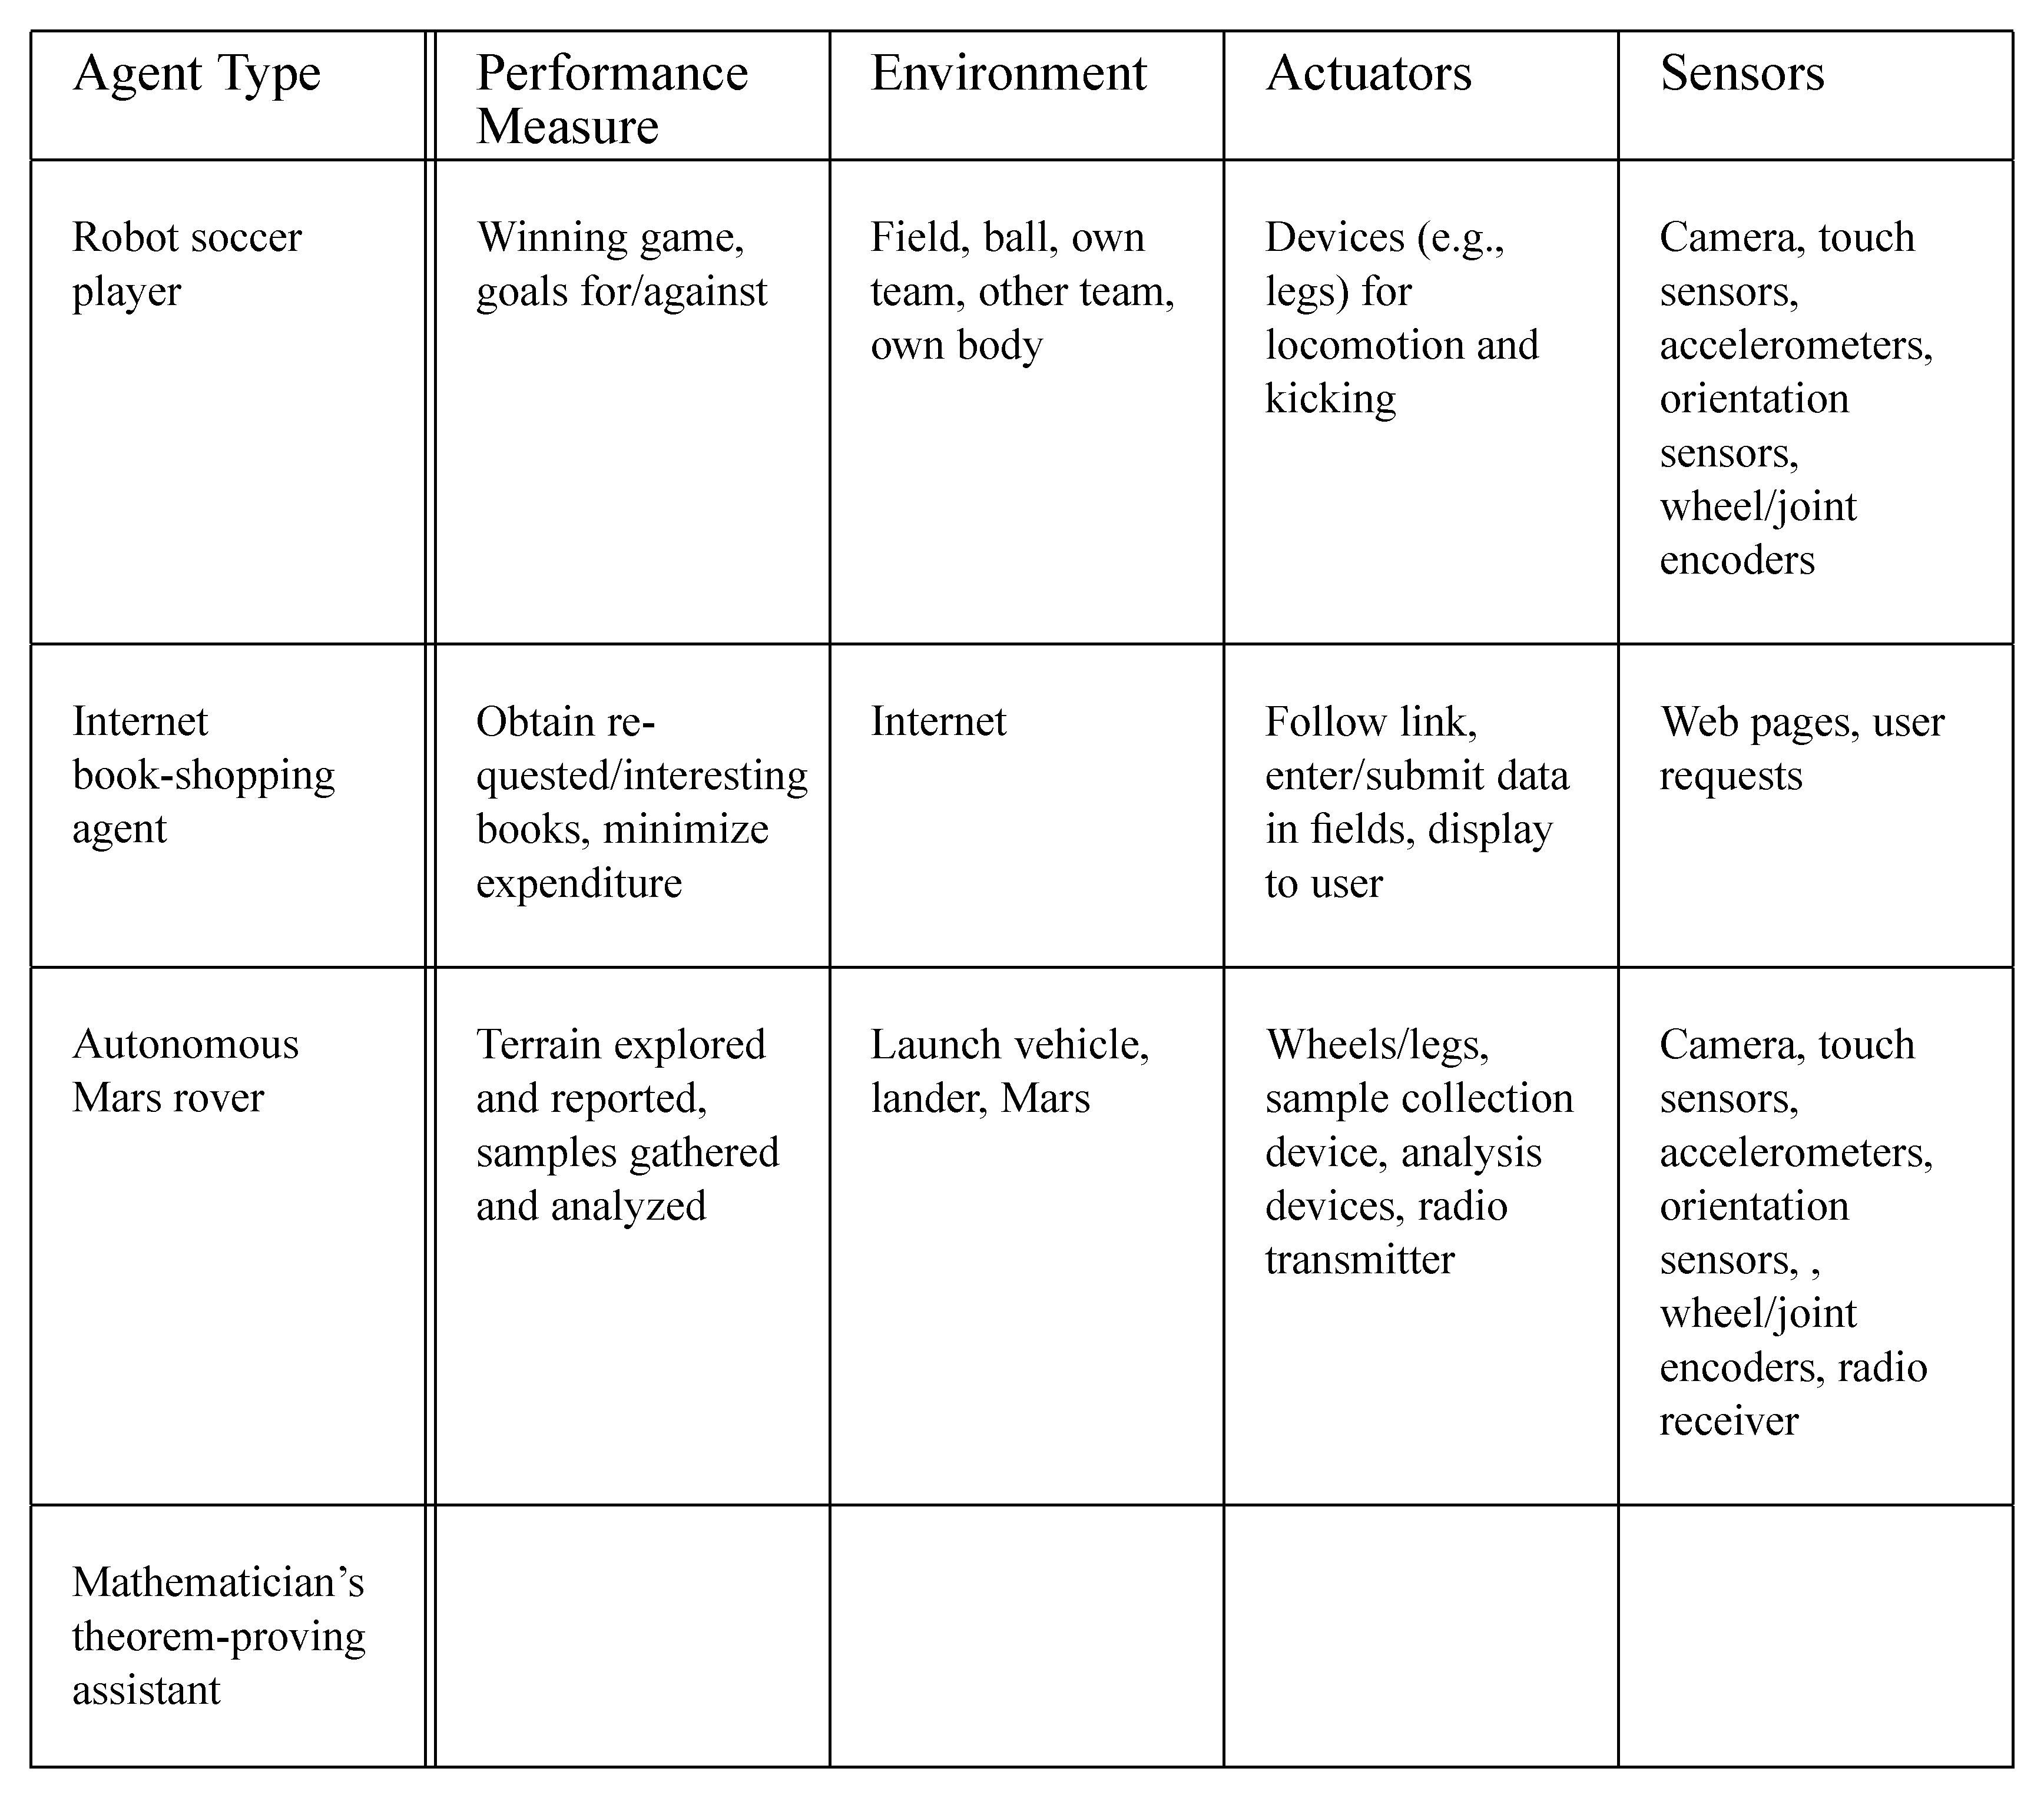 Agent Type
Performance
Measure
Environment
Actuators
Sensors
Robot soccer
player
Winning game,
goals for/against
Field, ball, own
team, other team,
own body
Devices (e.g.,
legs) for
locomotion and
kicking
Camera, touch
sensors,
accelerometers,
orientation
sensors,
wheel/joint
encoders
Internet
book-shopping
agent
Obtain re-
quested/interesting
books, minimize
expenditure
Internet
Follow link,
enter/submit data
in fields, display
to user
Web pages, user
requests
Autonomous
Mars rover
Terrain explored
and reported,
samples gathered
and analyzed
Launch vehicle,
lander, Mars
Wheels/legs,
sample collection
device, analysis
devices, radio
transmitter
Camera, touch
sensors,
accelerometers,
orientation
sensors, ,
wheel/joint
encoders, radio
receiver
Mathematician’s
theorem-proving
assistant